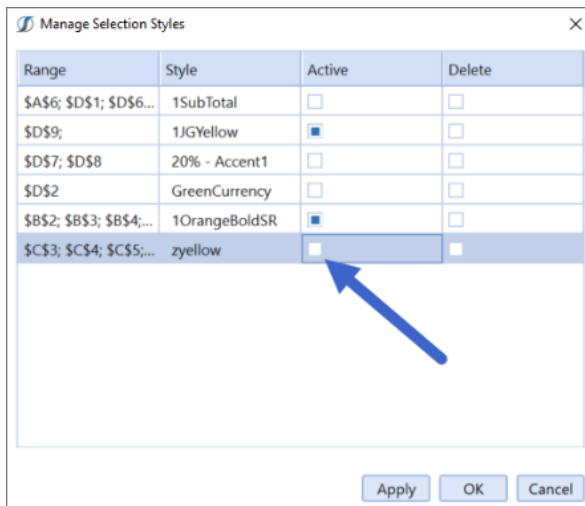 Manage Selection Styles
Range Style Active Delete
$A$6; $D$1; $D$6... 1SubTotal
$D$9; 1JGYellow
$D$7; $D$8 20% - Accent1
$D$2 GreenCurrency
$B$2; $B$3; $B$4;... 1OrangeBoldSR
$C$3; $C$4; $C$5;... zyellow
Apply OK Cancel